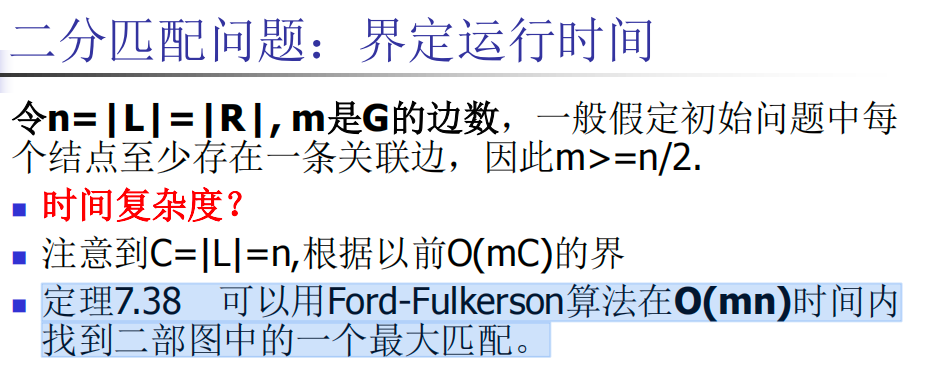 二分匹配问题：界定运行时间
令n=|L|=|R|, m是G的边数，一般假定初始问题中每
个结点至少存在一条关联边，因此m>=n/2.
时间复杂度？
注意到C=|L|=n,根据以前O(mC)的界
定理7.38 可以用Ford-Fulkerson算法在O(mn)时间内
找到二部图中的一个最大匹配。